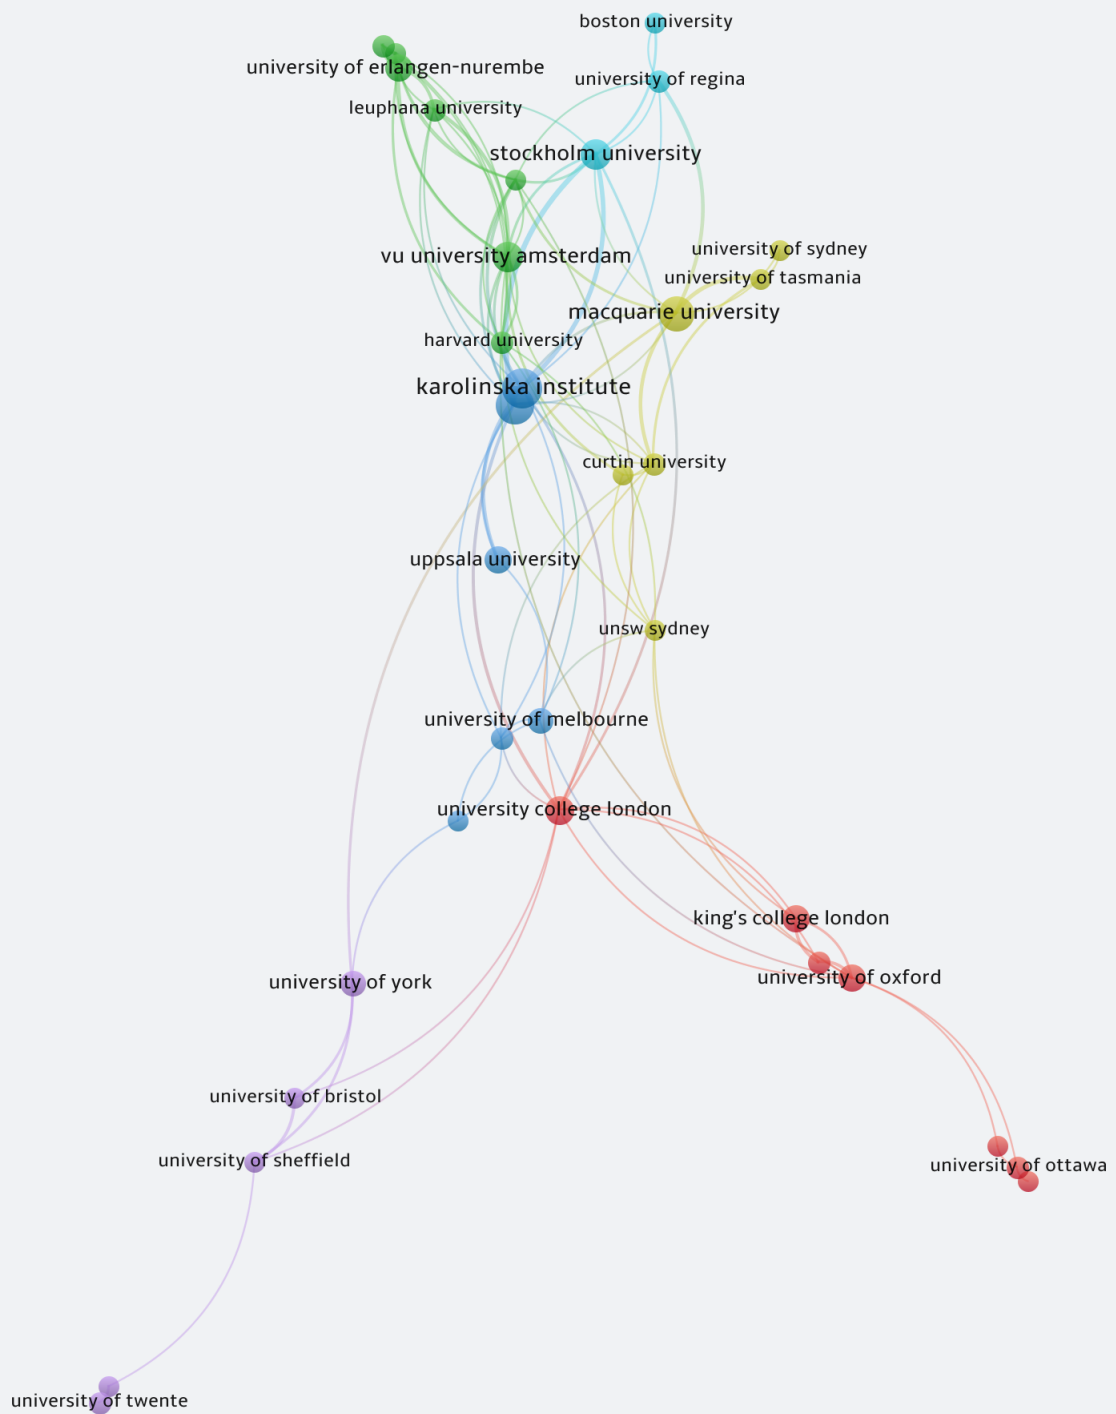 boston university
university of erlangen-nurembe
university of regina
leuphana university
stockholm university
university of sydney
vu university amsterdam
university of tasmania
macquarie university
harvard university
karolinska institute
curtin university
uppsala university
unsw sydney
university of melbourne
university college london
king's college london
university of oxford
university of york
university of bristol
university of sheffield
university of ottawa
university of twente